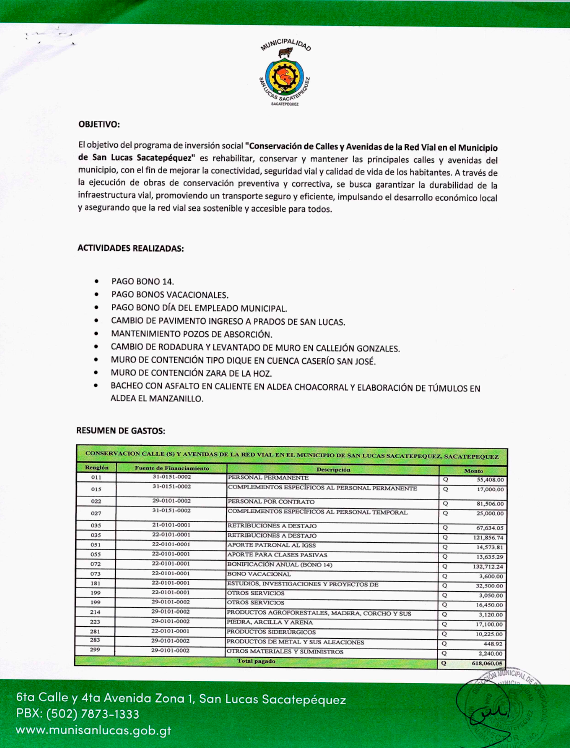 MUNICIPALIDAD
SAN LUCAS SACATEPEQUEZ
SACATEPÉQUEZ
OBJETIVO:
El objetivo del programa de inversión social "Conservación de Calles y Avenidas de la Red Vial en el Municipio
de San Lucas Sacatepéquez" es rehabilitar, conservar y mantener las principales calles y avenidas del
municipio, con el fin de mejorar la conectividad, seguridad vial y calidad de vida de los habitantes. A través de
la ejecución de obras de conservación preventiva y correctiva, se busca garantizar la durabilidad de la
infraestructura vial, promoviendo un transporte seguro y eficiente, impulsando el desarrollo económico local
y asegurando que la red vial sea sostenible y accesible para todos.
ACTIVIDADES REALIZADAS:
• PAGO BONO 14.
• PAGO BONOS VACACIONALES.
• PAGO BONO DÍA DEL EMPLEADO MUNICIPAL.
• CAMBIO DE PAVIMENTO INGRESO A PRADOS DE SAN LUCAS.
• MANTENIMIENTO POZOS DE ABSORCIÓN.
• CAMBIO DE RODADURA Y LEVANTADO DE MURO EN CALLEJÓN GONZALES.
• MURO DE CONTENCIÓN TIPO DIQUE EN CUENCA CASERÍO SAN JOSÉ.
• MURO DE CONTENCIÓN ZARA DE LA HOZ.
• BACHEO CON ASFALTO EN CALIENTE EN ALDEA CHOACORRAL Y ELABORACIÓN DE TÚMULOS EN
ALDEA EL MANZANILLO.
RESUMEN DE GASTOS:
CONSERVACION CALLE (S) Y AVENIDAS DE LA RED VIAL EN EL MUNICIPIO DE SAN LUCAS SACATEPEQUEZ, SACATEPEQUEZ
Renglón Fuente de Financiamiento Descripción Monto
011 31-0151-0002 PERSONAL PERMANENTE Q 55,408.00
015 31-0151-0002 COMPLEMENTOS ESPECÍFICOS AL PERSONAL PERMANENTE Q 17,000.00
022 29-0101-0002 PERSONAL POR CONTRATO Q 81,506.00
027 31-0151-0002 COMPLEMENTOS ESPECÍFICOS AL PERSONAL TEMPORAL Q 25,000.00
035 21-0101-0001 RETRIBUCIONES A DESTAJO Q 67,634.05
035 22-0101-0001 RETRIBUCIONES A DESTAJO Q 121,856.74
051 22-0101-0001 APORTE PATRONAL AL IGSS Q 14,573.81
055 22-0101-0001 APORTE PARA CLASES PASIVAS Q 13,635.29
072 22-0101-0001 BONIFICACIÓN ANUAL (BONO 14) Q 132,712.24
073 22-0101-0001 BONO VACACIONAL Q 3,600.00
181 22-0101-0001 ESTUDIOS, INVESTIGACIONES Y PROYECTOS DE Q 32,500.00
199 22-0101-0001 OTROS SERVICIOS Q 3,050.00
199 29-0101-0002 OTROS SERVICIOS Q 16,450.00
214 29-0101-0002 PRODUCTOS AGROFORESTALES, MADERA, CORCHO Y SUS Q 3,120.00
223 29-0101-0002 PIEDRA, ARCILLA Y ARENA Q 17,100.00
281 22-0101-0001 PRODUCTOS SIDERÚRGICOS Q 10,225.00
283 29-0101-0002 PRODUCTOS DE METAL Y SUS ALEACIONES Q 448.92
299 29-0101-0002 OTROS MATERIALES Y SUMINISTROS Q 2,240.00
Total pagado Q 618,060.05
6ta Calle y 4ta Avenida Zona 1, San Lucas Sacatepéquez
PBX: (502) 7873-1333
www.munisanlucas.gob.gt